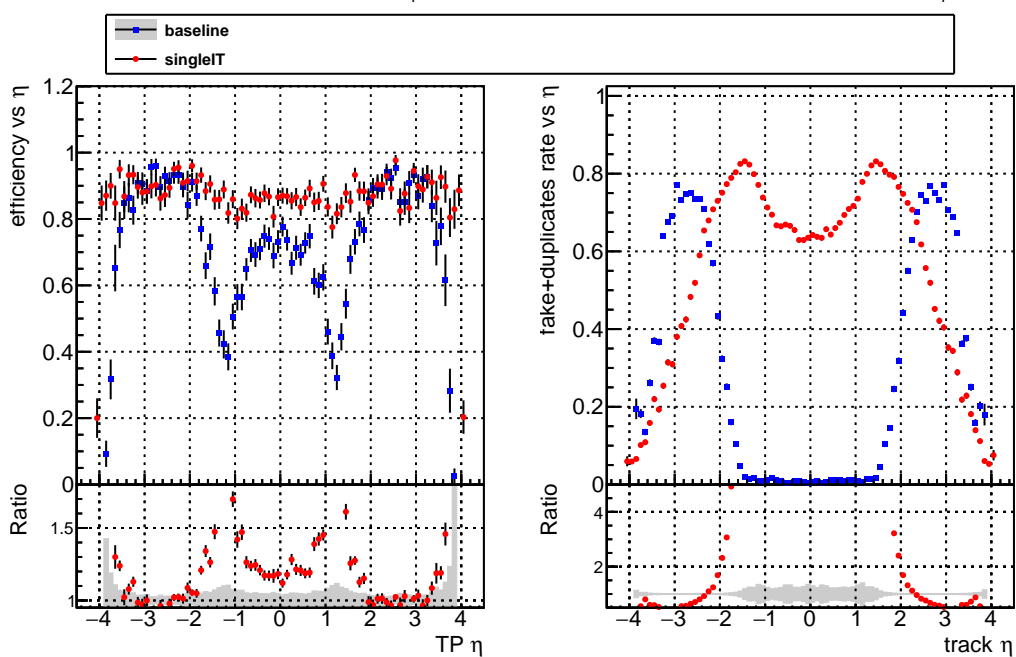 baseline
singleIT
efficiency vs η
1.2
1
0.8
0.6
0.4
0.2
0
Ratio
1.5
1
−4 −3 −2 −1 0 1 2 3 4
TP η
fake+duplicates rate vs η
1
0.8
0.6
0.4
0.2
0
Ratio
4
2
−4 −3 −2 −1 0 1 2 3 4
track η